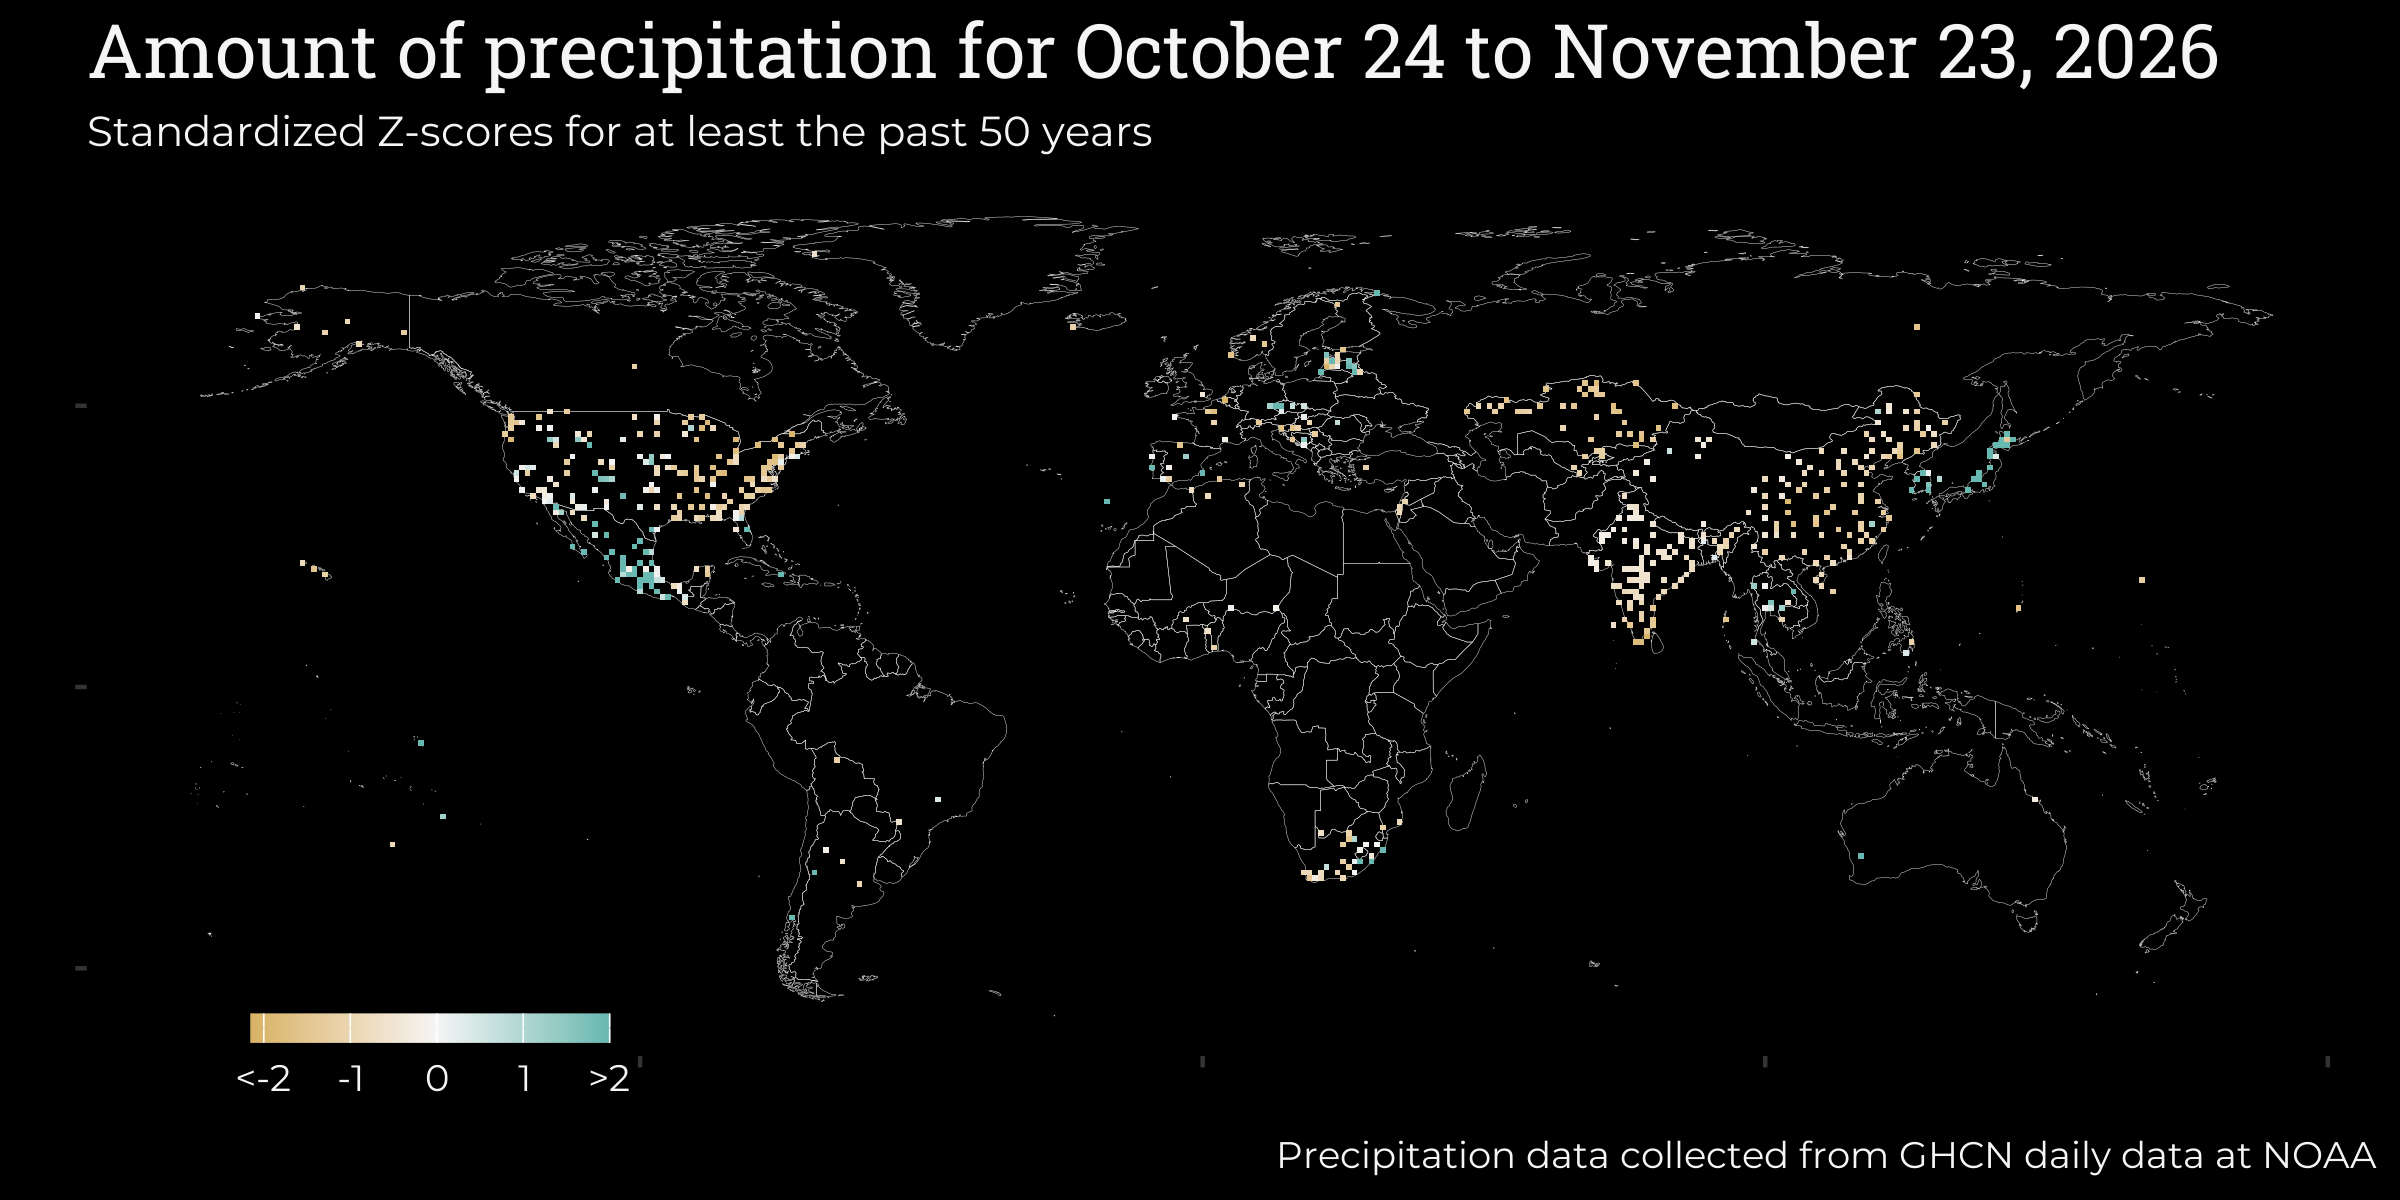 Amount of precipitation for October 24 to November 23, 2026
Standardized Z-scores for at least the past 50 years
<-2 -1 0 1 >2
Precipitation data collected from GHCN daily data at NOAA